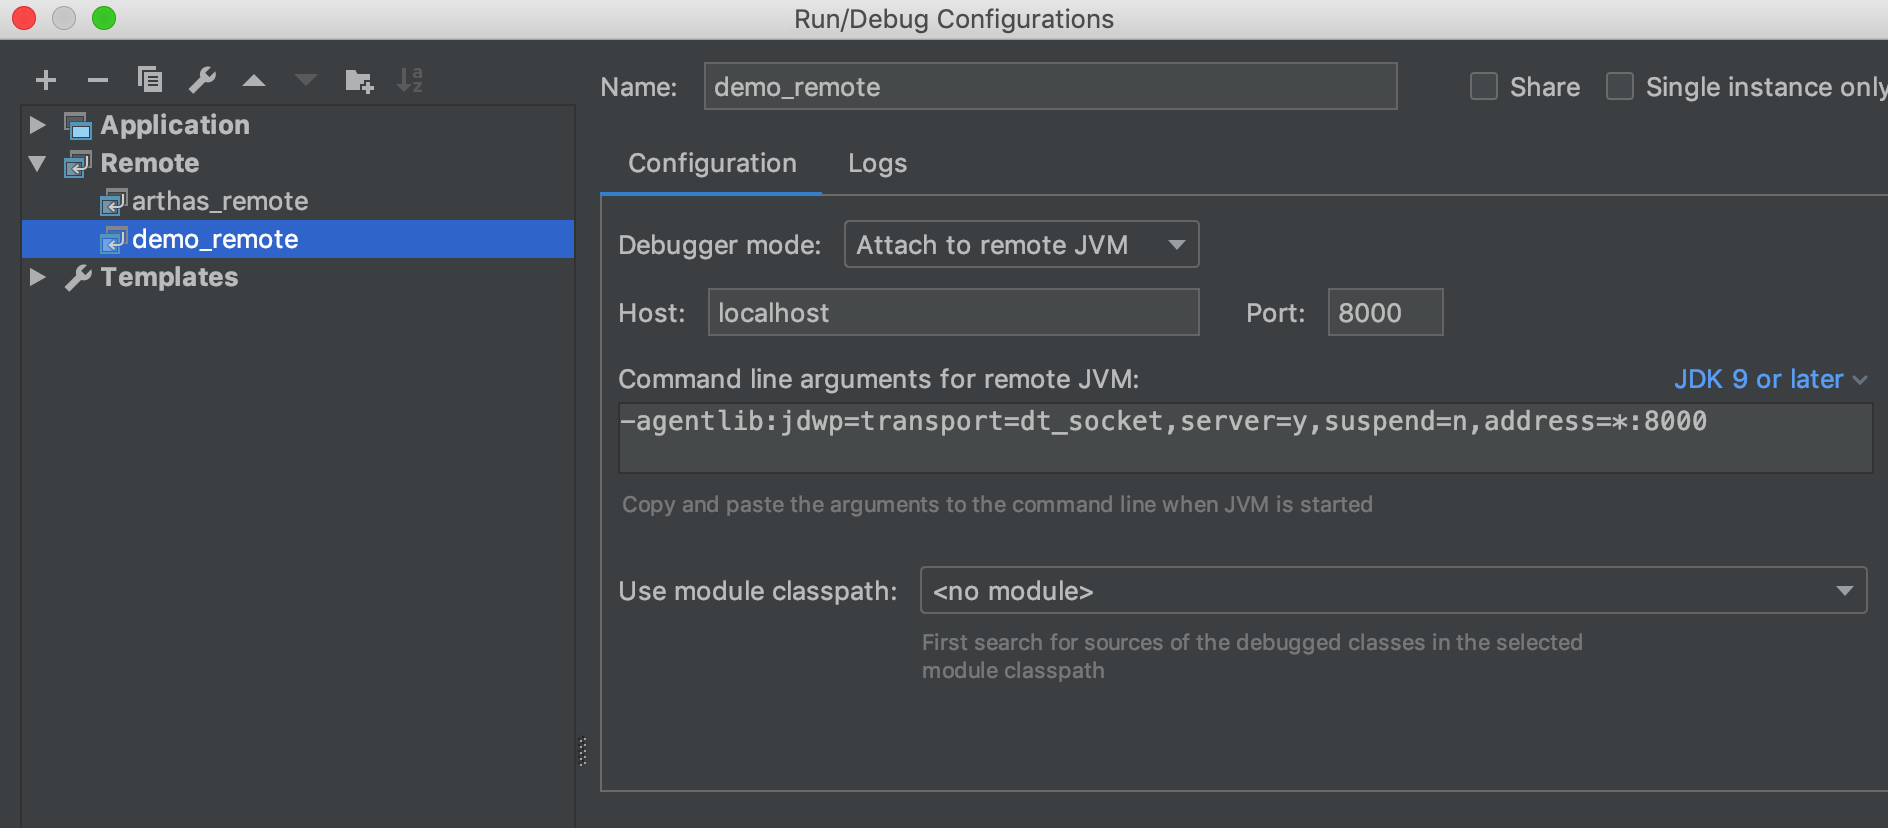 Run/Debug Configurations
Name: demo_remote Share Single instance only
Application
Remote
arthas_remote
demo_remote
Templates
Configuration Logs
Debugger mode: Attach to remote JVM
Host: localhost Port: 8000
Command line arguments for remote JVM: JDK 9 or later
-agentlib:jdwp=transport=dt_socket,server=y,suspend=n,address=*:8000
Copy and paste the arguments to the command line when JVM is started
Use module classpath: <no module>
First search for sources of the debugged classes in the selected
module classpath